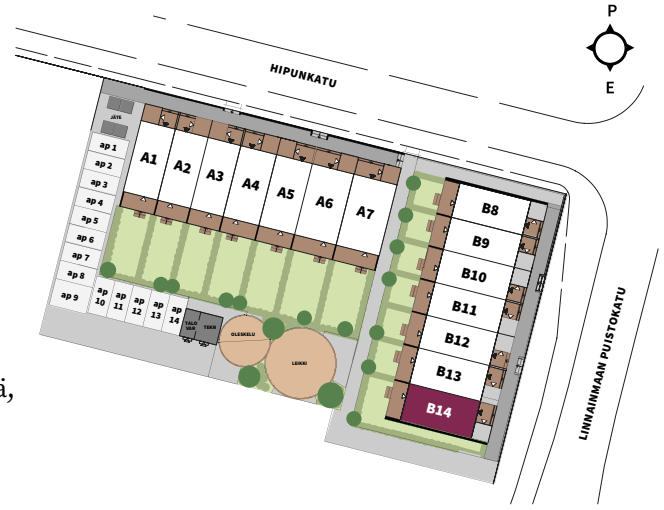 P
E
HIPUNKATU
LINNAINMAAN PUISTOKATU
JÄTE
ap 1
ap 2
ap 3
ap 4
ap 5
ap 6
ap 7
ap 8
ap 9
ap
10
ap
11
ap
12
ap
13
ap
14
A1
A2
A3
A4
A5
A6
A7
B8
B9
B10
B11
B12
B13
B14
TALO
VAR
TEKN
OLESKELU
LEIKKI
ä,